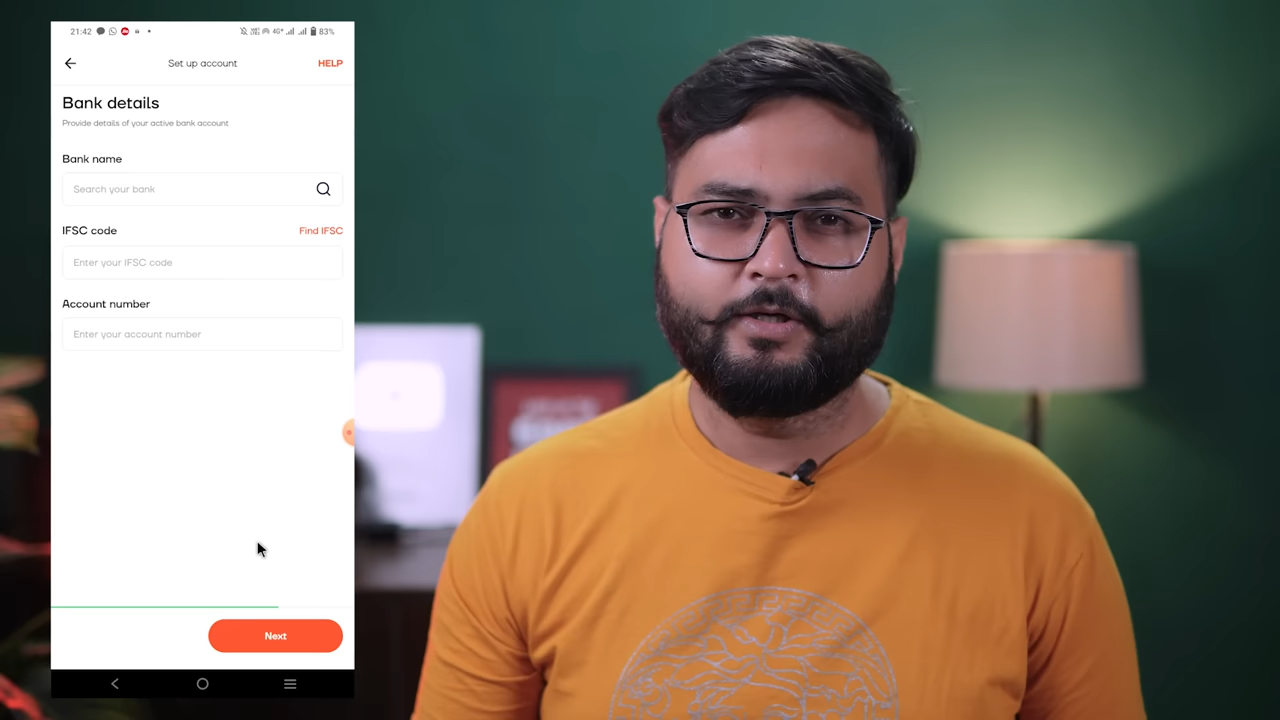 21:42
4G+
83%
Set up account
HELP
Bank details
Provide details of your active bank account
Bank name
Search your bank
IFSC code
Find IFSC
Enter your IFSC code
Account number
Enter your account number
Next